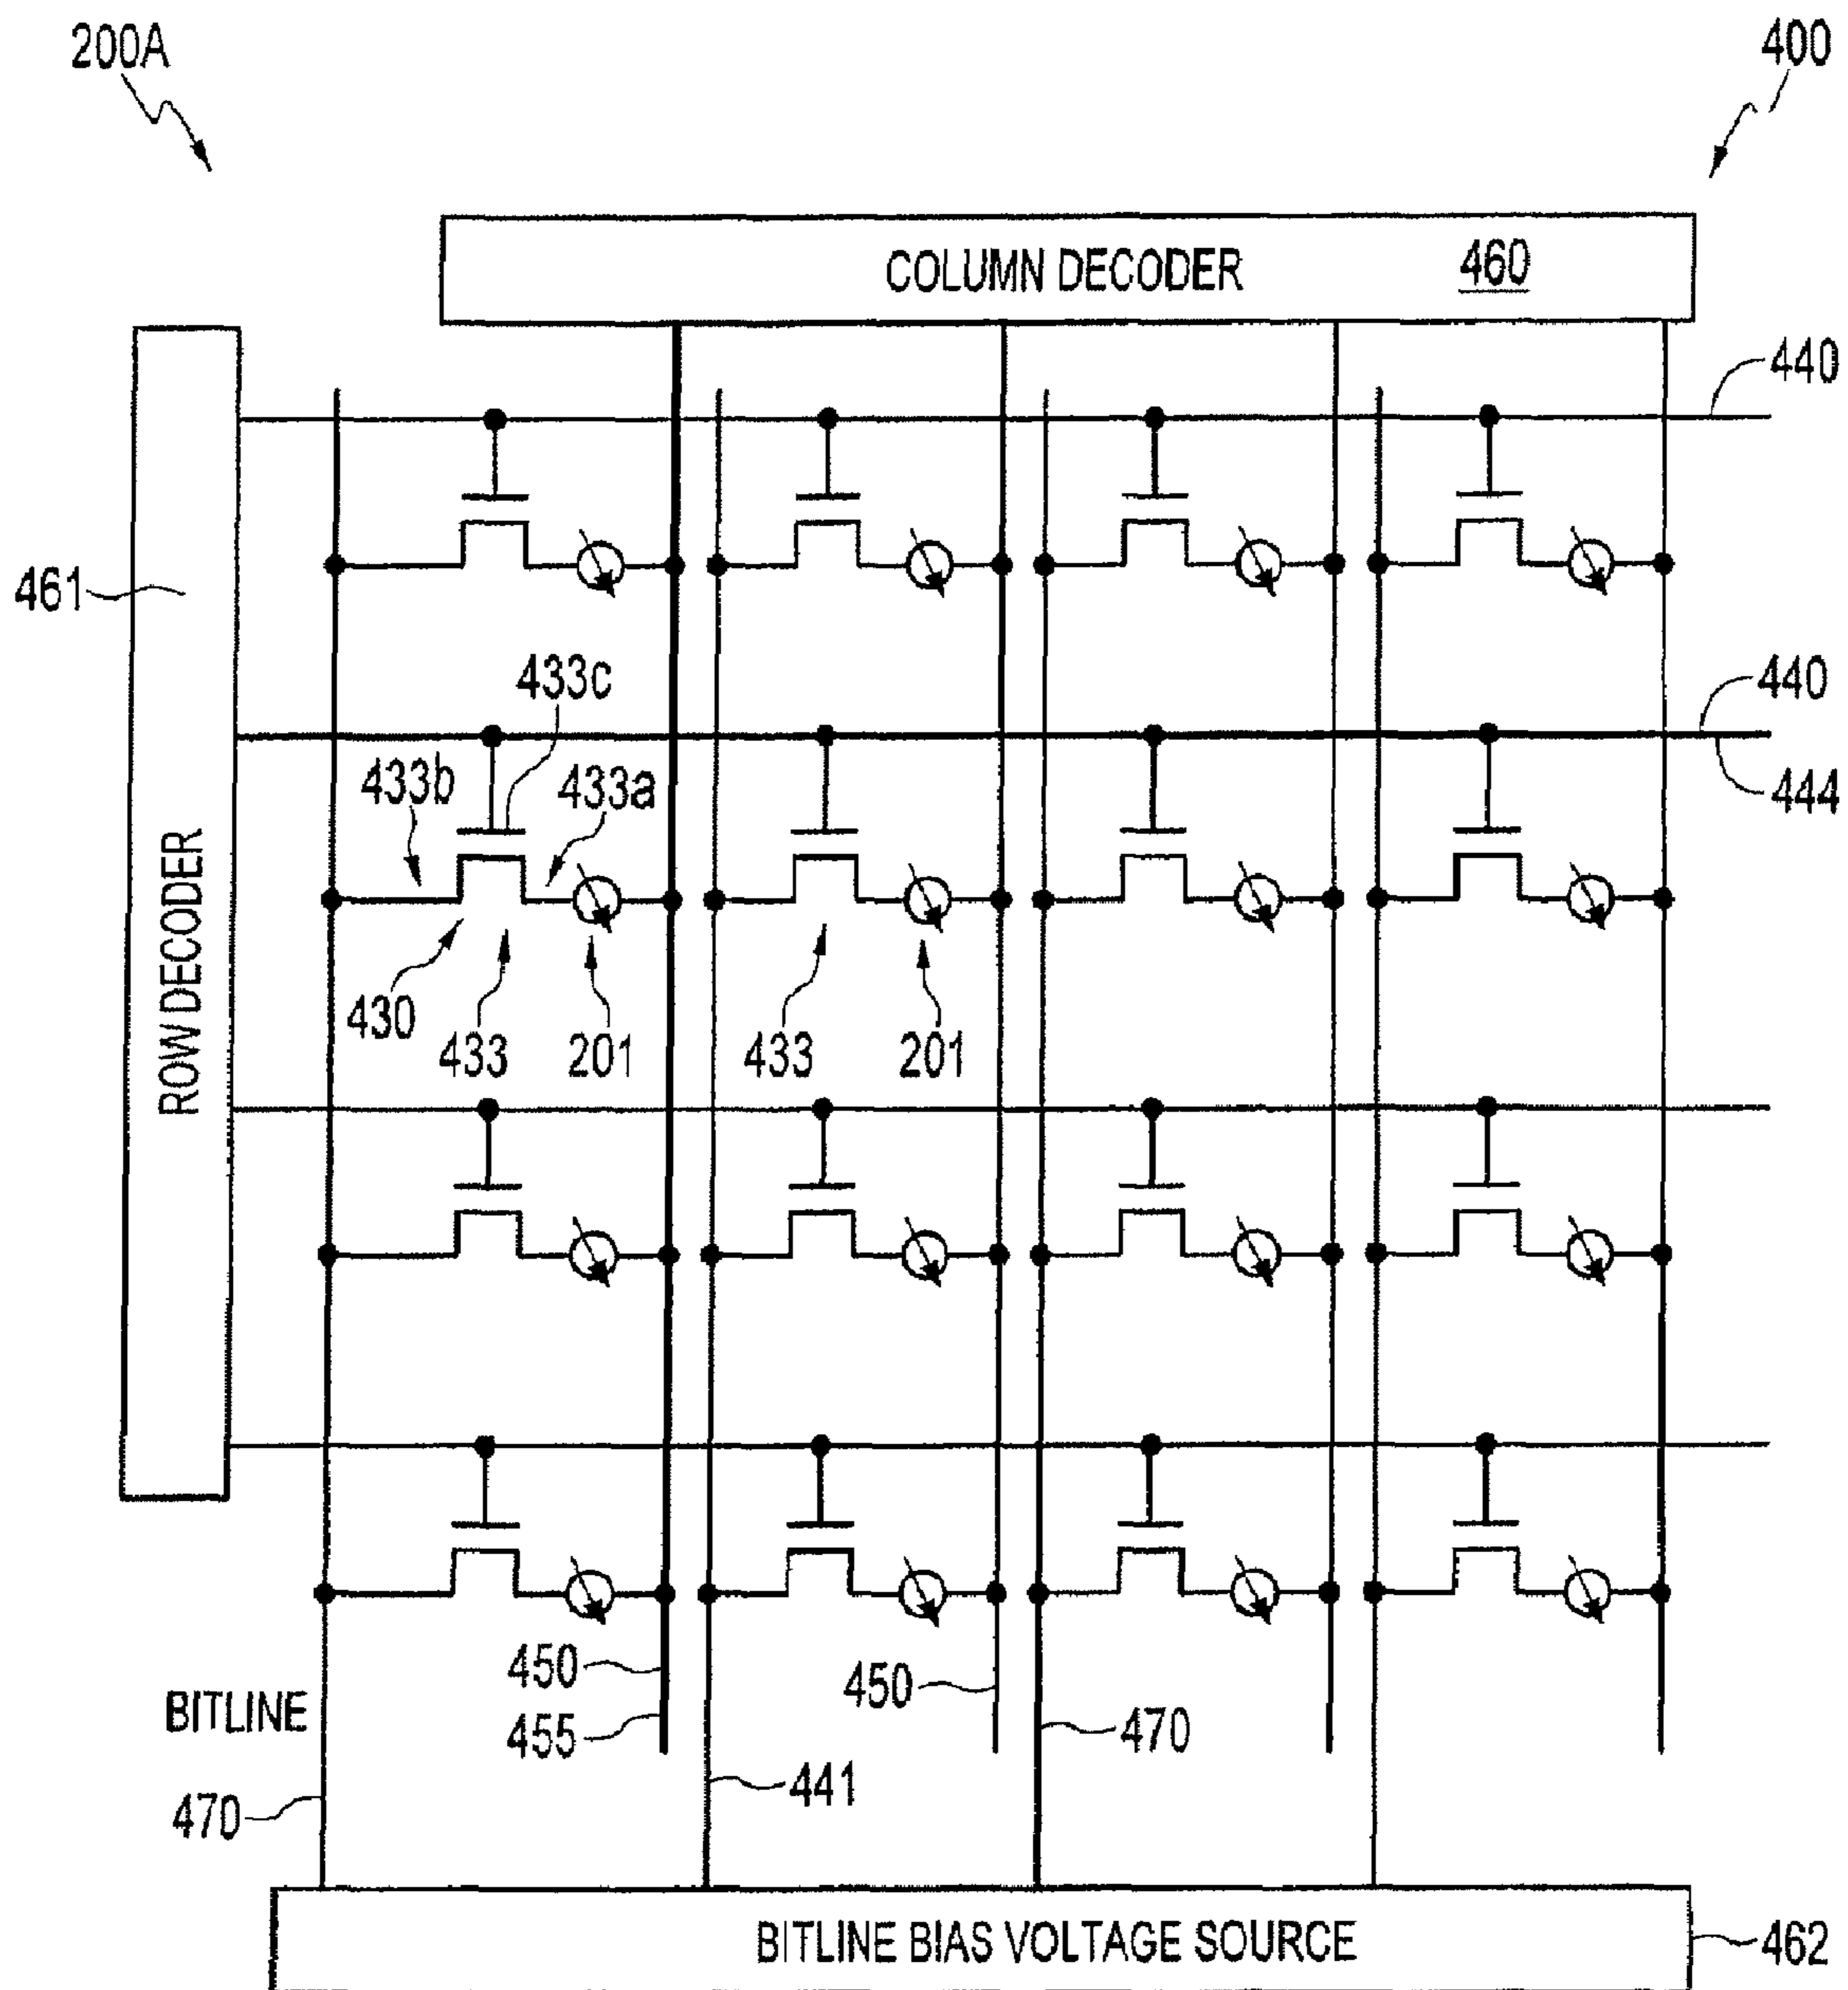 200A
400
COLUMN DECODER 460
440
461
433c
440
433b
433a
444
ROW DECODER
430
433
201
433
201
450
450
BITLINE
455
470
441
470
BITLINE BIAS VOLTAGE SOURCE
462